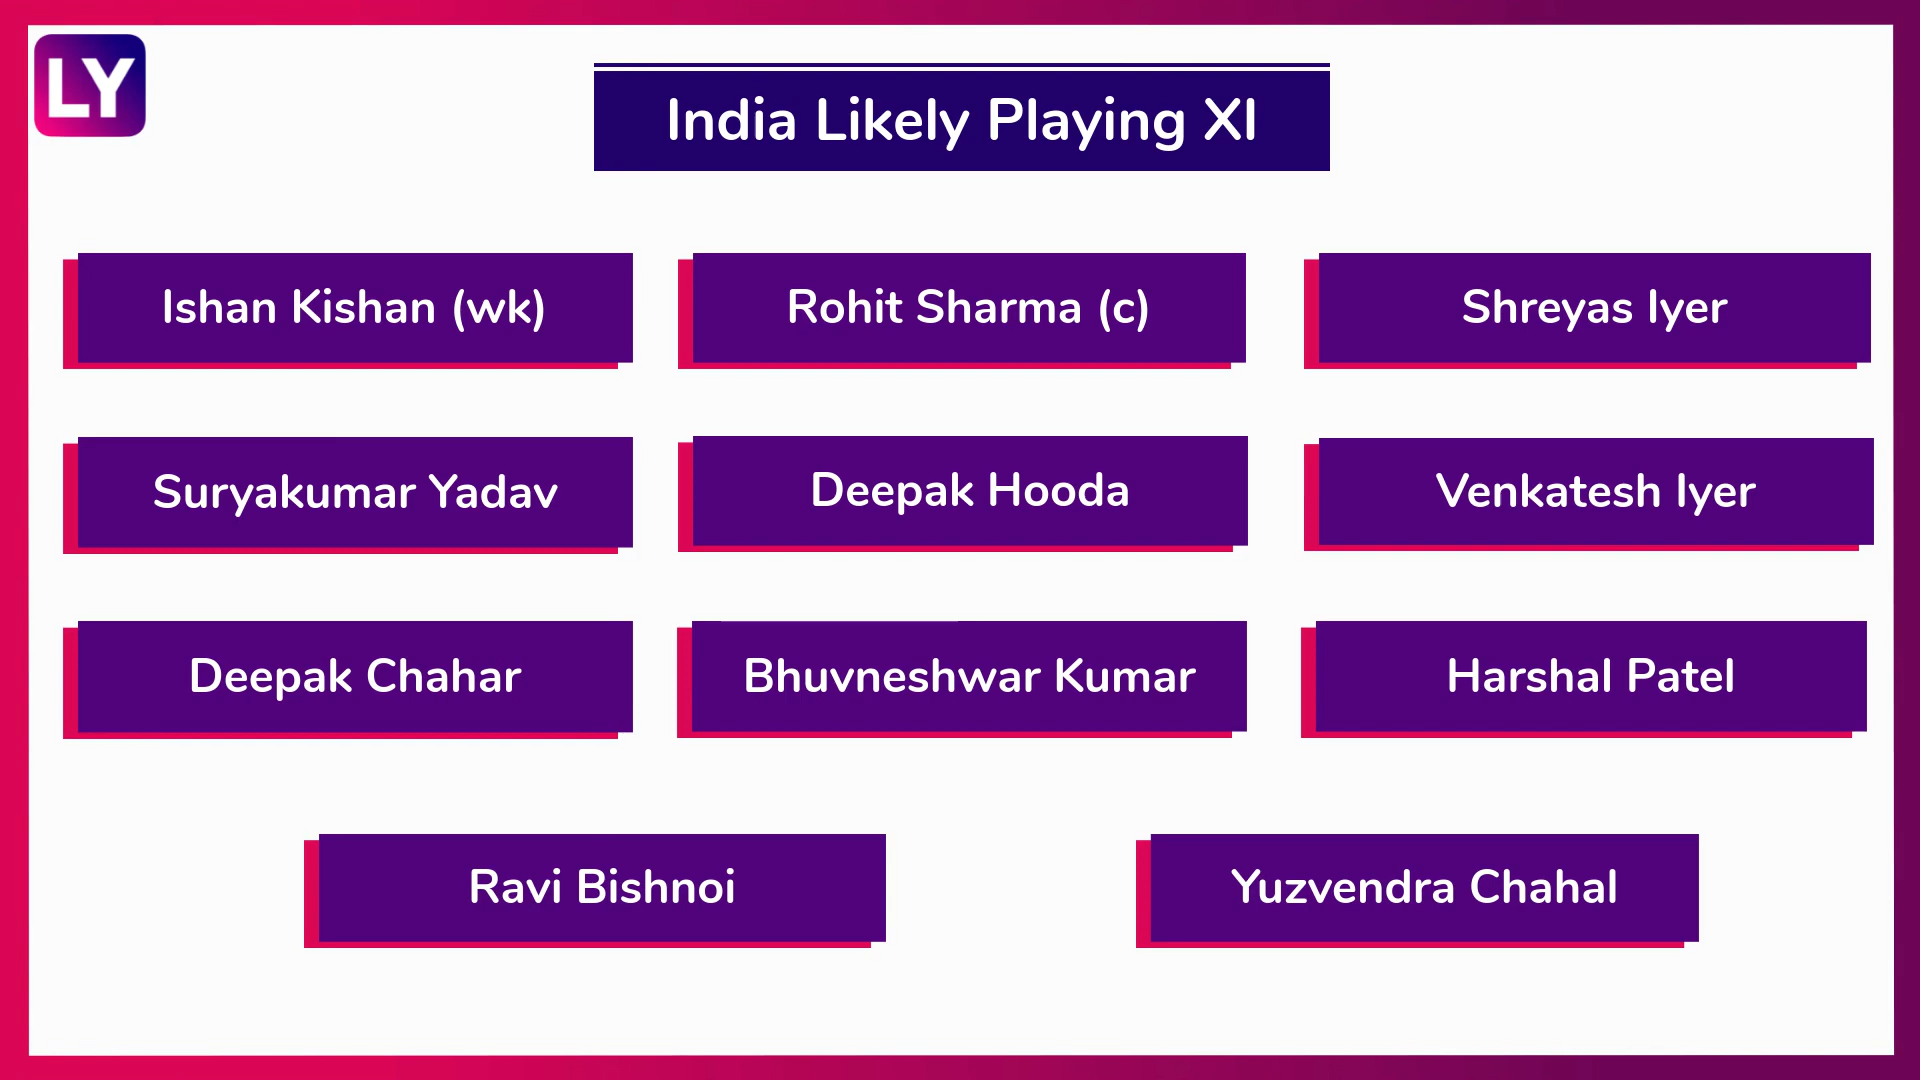 LY
India Likely Playing XI
Ishan Kishan (wk)
Rohit Sharma (c)
Shreyas Iyer
Suryakumar Yadav
Deepak Hooda
Venkatesh Iyer
Deepak Chahar
Bhuvneshwar Kumar
Harshal Patel
Ravi Bishnoi
Yuzvendra Chahal